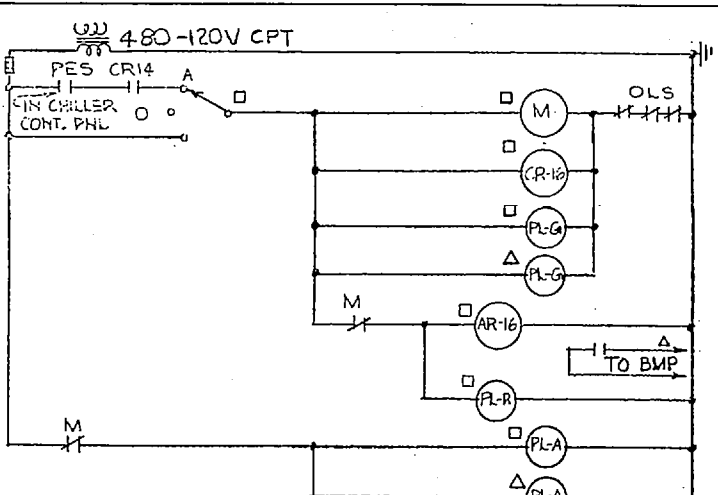 480-120V CPT
PES CR14
A
IN CHILLER
CONT. PNL
O
OLS
M
CR-16
PL-G
PL-G
M
AR-16
TO BMP
PL-R
M
PL-A
PL-A